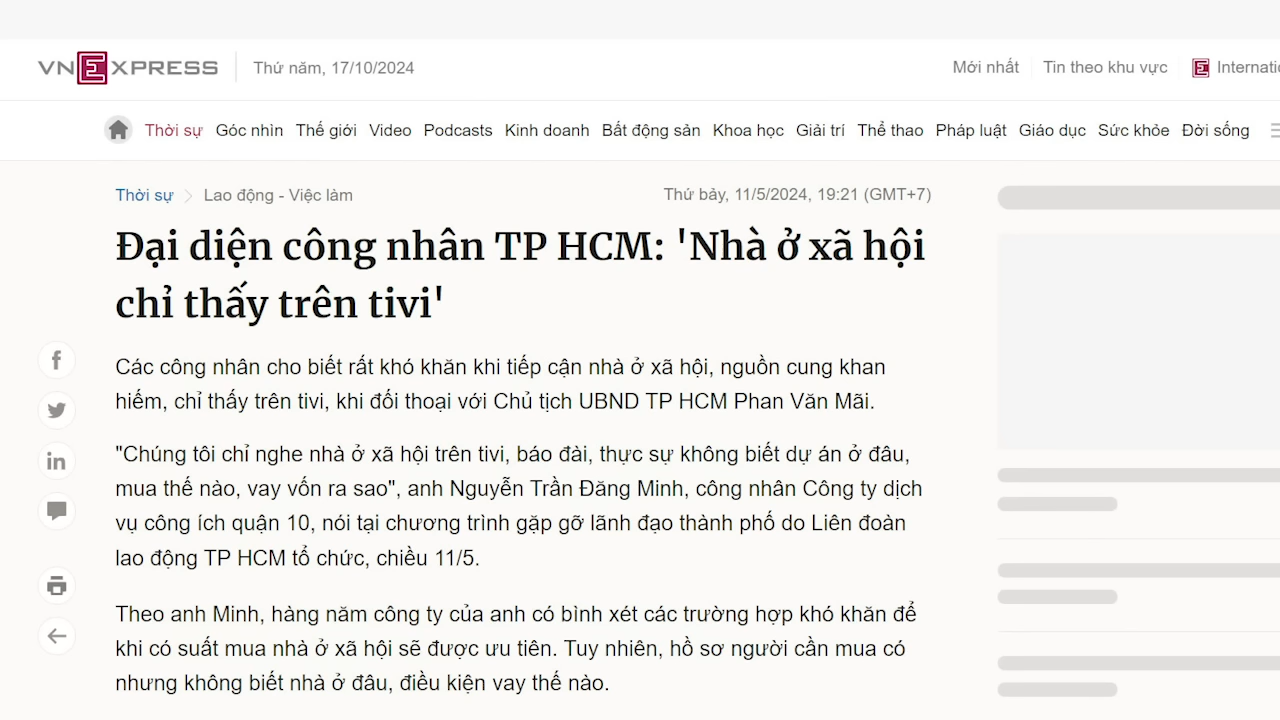 VNEXPRESS
Thứ năm, 17/10/2024
Mới nhất
Tin theo khu vực
E
Internatio
Thời sự Góc nhìn Thế giới Video Podcasts Kinh doanh Bất động sản Khoa học Giải trí Thể thao Pháp luật Giáo dục Sức khỏe Đời sống
Thời sự
Lao động - Việc làm
Thứ bảy, 11/5/2024, 19:21 (GMT+7)
Đại diện công nhân TP HCM: 'Nhà ở xã hội
chỉ thấy trên tivi'
Các công nhân cho biết rất khó khăn khi tiếp cận nhà ở xã hội, nguồn cung khan
hiếm, chỉ thấy trên tivi, khi đối thoại với Chủ tịch UBND TP HCM Phan Văn Mãi.
"Chúng tôi chỉ nghe nhà ở xã hội trên tivi, báo đài, thực sự không biết dự án ở đâu,
mua thế nào, vay vốn ra sao", anh Nguyễn Trần Đăng Minh, công nhân Công ty dịch
vụ công ích quận 10, nói tại chương trình gặp gỡ lãnh đạo thành phố do Liên đoàn
lao động TP HCM tổ chức, chiều 11/5.
Theo anh Minh, hàng năm công ty của anh có bình xét các trường hợp khó khăn để
khi có suất mua nhà ở xã hội sẽ được ưu tiên. Tuy nhiên, hồ sơ người cần mua có
nhưng không biết nhà ở đâu, điều kiện vay thế nào.